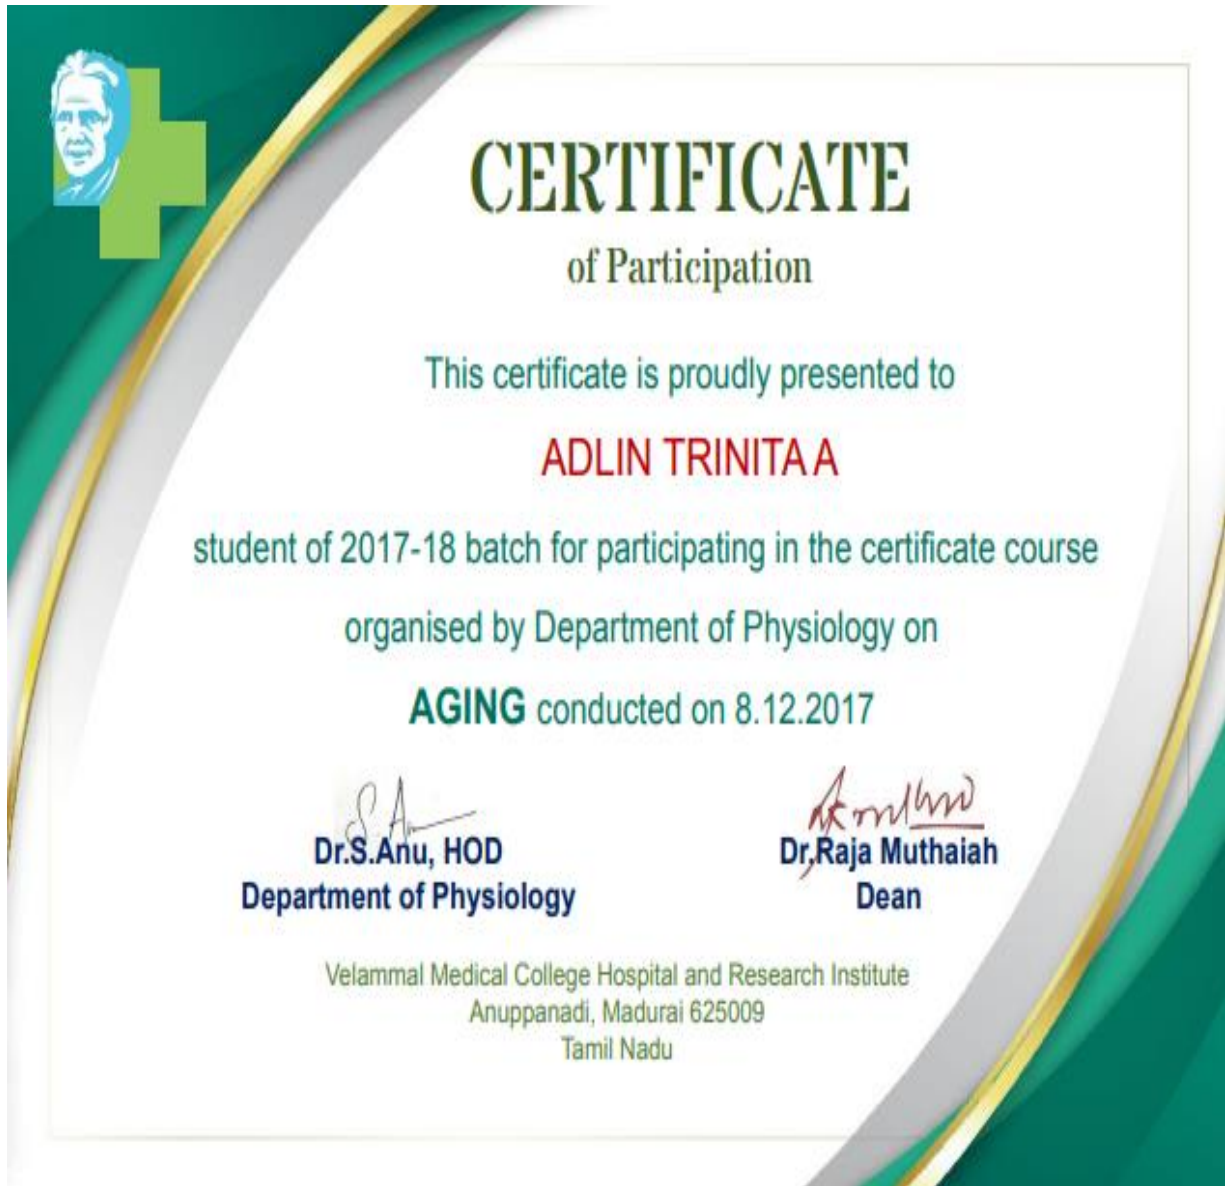 CERTIFICATE
of Participation
This certificate is proudly presented to
ADLIN TRINITA A
student of 2017-18 batch for participating in the certificate course
organised by Department of Physiology on
AGING conducted on 8.12.2017
S. An
Dr.S.Anu, HOD
Department of Physiology
Dr,Raja Muthaiah
Dean
Velammal Medical College Hospital and Research Institute
Anuppanadi, Madurai 625009
Tamil Nadu